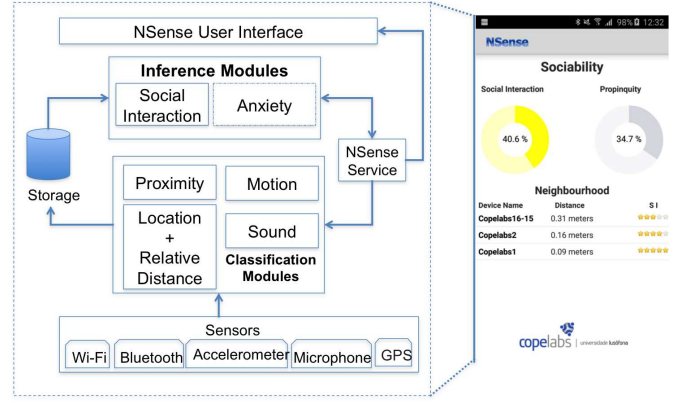 NSense User Interface
Inference Modules
Social
Interaction
Anxiety
Storage
NSense
Service
Proximity
Motion
Location
+
Relative
Distance
Sound
Classification
Modules
Sensors
Wi-Fi
Bluetooth
Accelerometer
Microphone
GPS
98% 12:32
NSense
Sociability
Social Interaction
Propinquity
40.6 %
34.7 %
Neighbourhood
Device Name Distance S I
Copelabs16-15 0.31 meters
Copelabs2 0.16 meters
Copelabs1 0.09 meters
copelabs | universidade lusófona